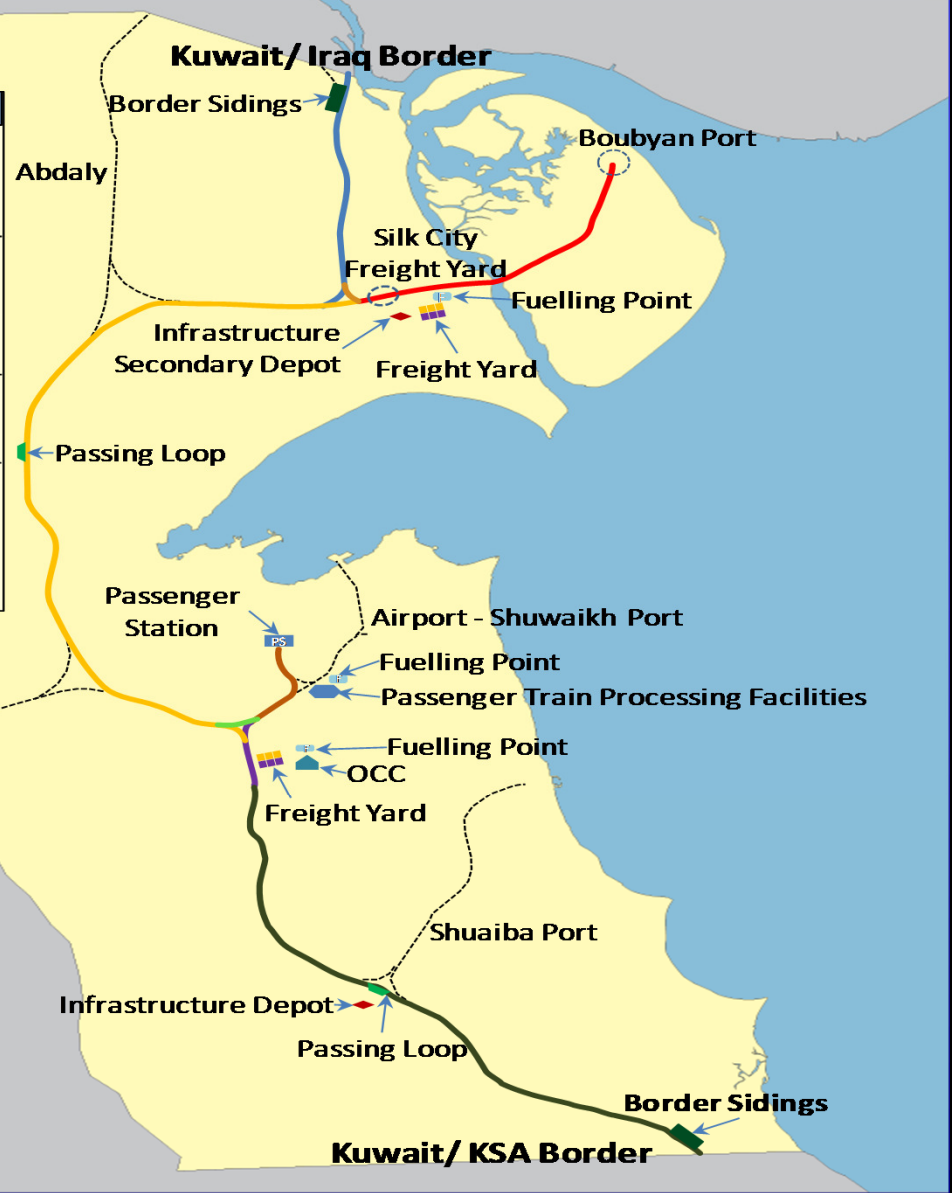 Kuwait/ Iraq Border
Border Sidings
Boubyan Port
Abdaly
Silk City
Freight Yard
Fuelling Point
Infrastructure
Secondary Depot
Freight Yard
Passing Loop
Passenger
Station
PS
Airport - Shuwaikh Port
Fuelling Point
Passenger Train Processing Facilities
Fuelling Point
OCC
Freight Yard
Shuaiba Port
Infrastructure Depot
Passing Loop
Border Sidings
Kuwait/ KSA Border